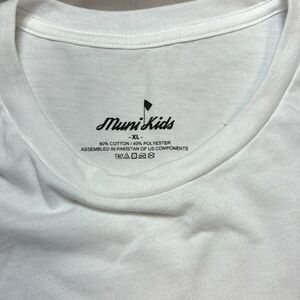 Muni Kids
- XL -
60% COTTON / 40% POLYESTER
ASSEMBLED IN PAKISTAN OF US COMPONENTS